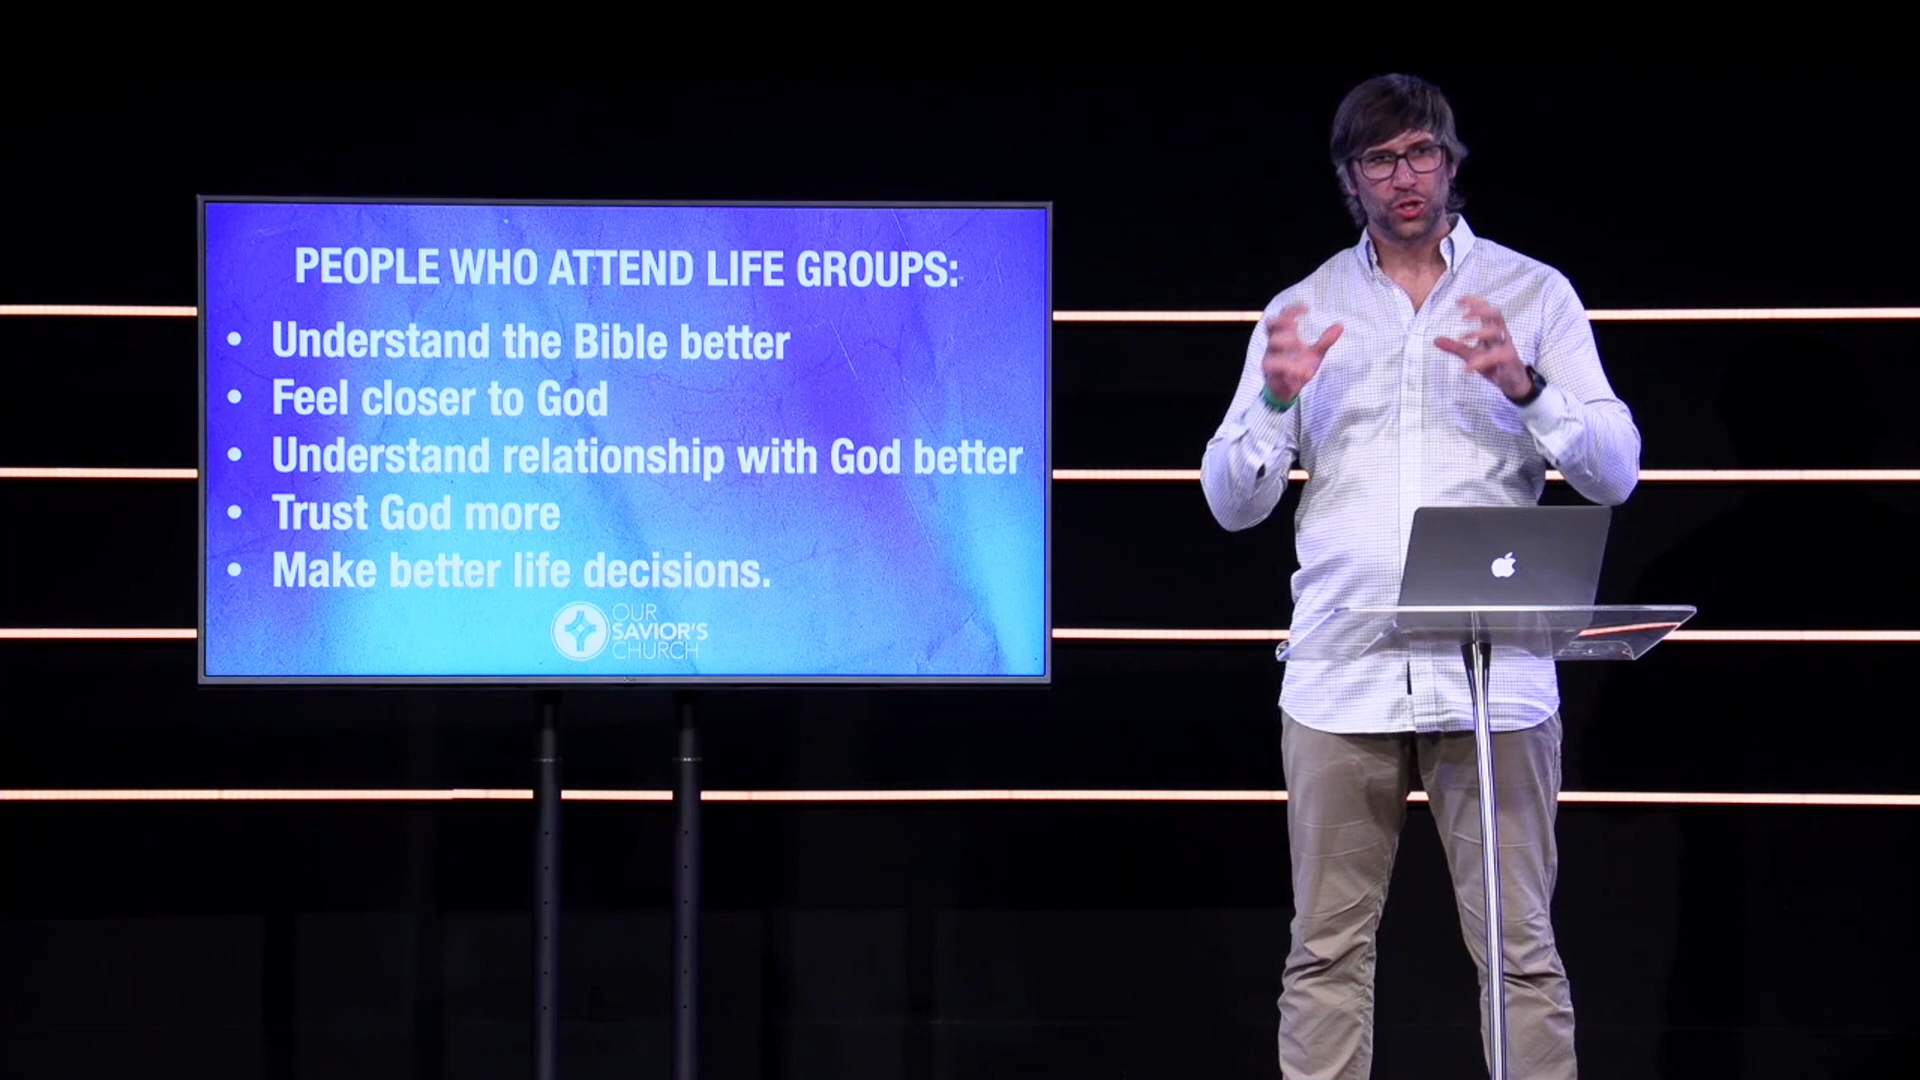 PEOPLE WHO ATTEND LIFE GROUPS:
• Understand the Bible better
• Feel closer to God
• Understand relationship with God better
• Trust God more
• Make better life decisions.
OUR
SAVIOR'S
CHURCH